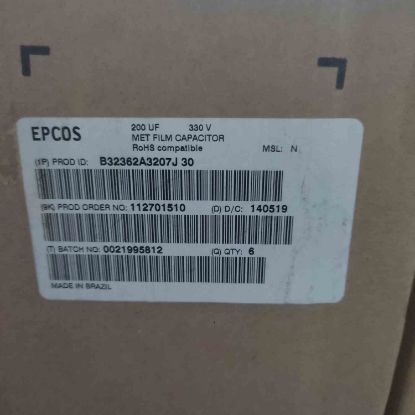 EPCOS 200 UF 330 V
MET FILM CAPACITOR
RoHS compatible MSL: N
(1P) PROD ID: B32362A3207J 30
(9K) PROD ORDER NO: 112701510 (D) D/C: 140519
(T) BATCH NO: 0021995812 (Q) QTY: 6
MADE IN BRAZIL